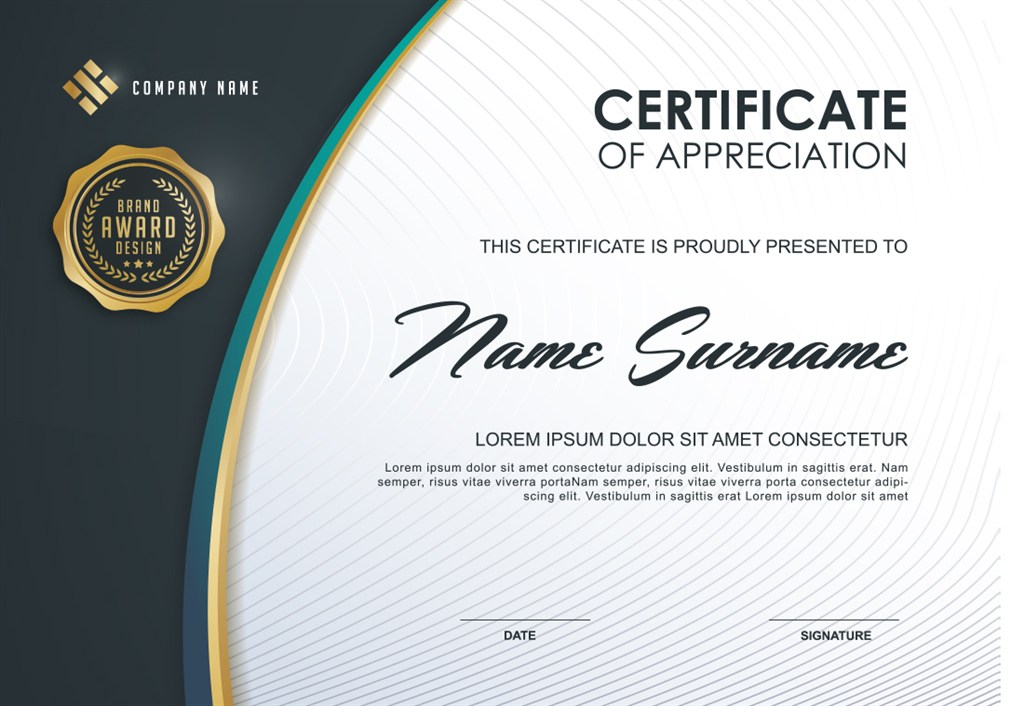 COMPANY NAME
BRAND
AWARD
DESIGN
CERTIFICATE
OF APPRECIATION
THIS CERTIFICATE IS PROUDLY PRESENTED TO
Name Surname
LOREM IPSUM DOLOR SIT AMET CONSECTETUR
Lorem ipsum dolor sit amet consectetur adipiscing elit. Vestibulum in sagittis erat. Nam
semper, risus vitae viverra portaNam semper, risus vitae viverra porta consectetur adipi-
scing elit. Vestibulum in sagittis erat Lorem ipsum dolor sit amet
DATE
SIGNATURE